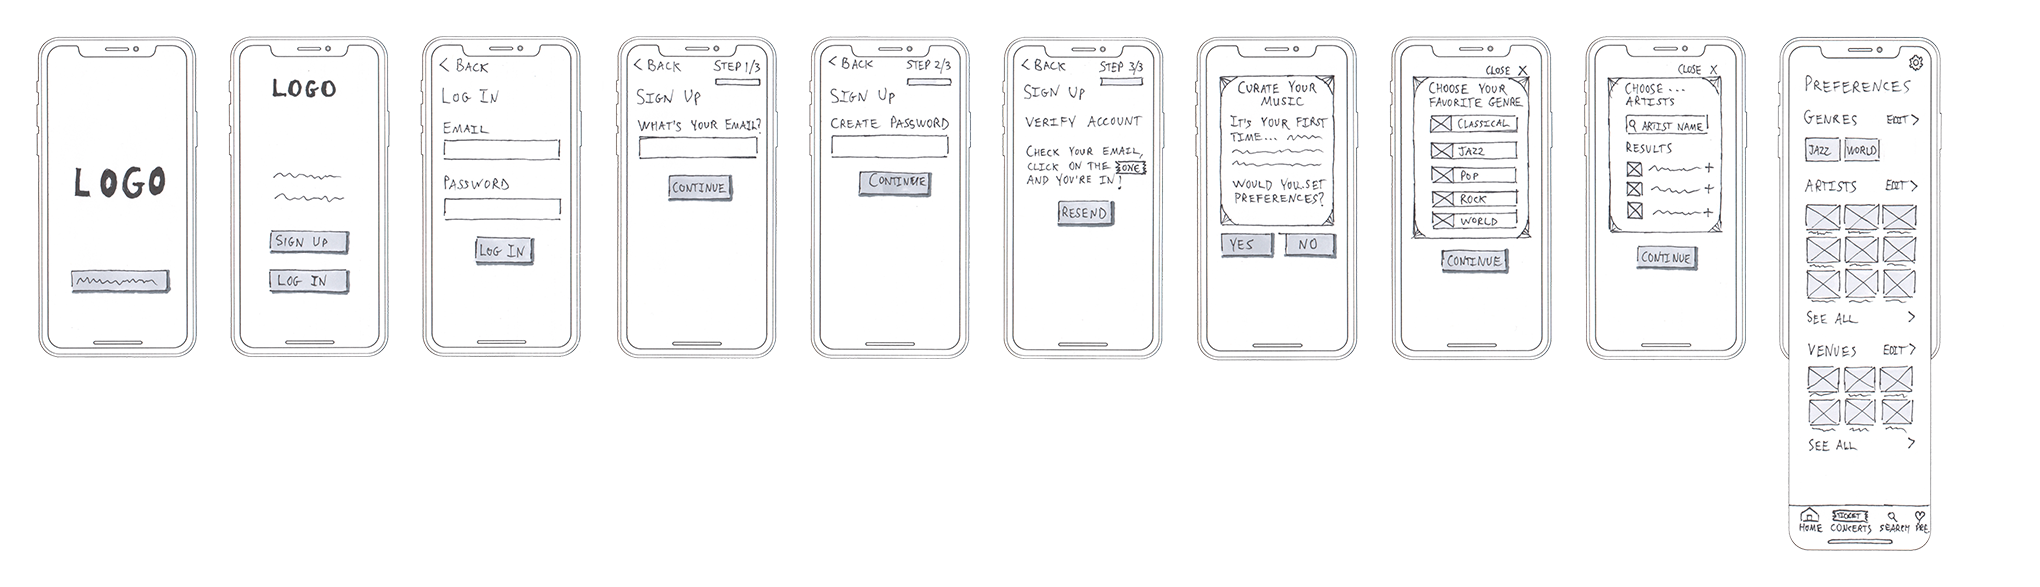 LOGO
LOGO
SIGN UP
LOG IN
< BACK
LOG IN
EMAIL
PASSWORD
LOG IN
< BACK
STEP 1/3
SIGN UP
WHAT'S YOUR EMAIL?
CONTINUE
< BACK
STEP 2/3
SIGN UP
CREATE PASSWORD
CONTINUE
< BACK
STEP 3/3
SIGN UP
VERIFY ACCOUNT
CHECK YOUR EMAIL,
CLICK ON THE ONE
AND YOU'RE IN!
RESEND
CURATE YOUR
MUSIC
IT'S YOUR FIRST
TIME...
WOULD YOU SET
PREFERENCES?
YES
NO
CLOSE X
CHOOSE YOUR
FAVORITE GENRE
CLASSICAL
JAZZ
POP
ROCK
WORLD
CONTINUE
CLOSE X
CHOOSE ...
ARTISTS
ARTIST NAME
RESULTS
+
+
+
CONTINUE
PREFERENCES
GENRES EDIT >
JAZZ WORLD
ARTISTS EDIT >
SEE ALL >
VENUES EDIT >
SEE ALL >
TICKET
HOME CONCERTS SEARCH PRE